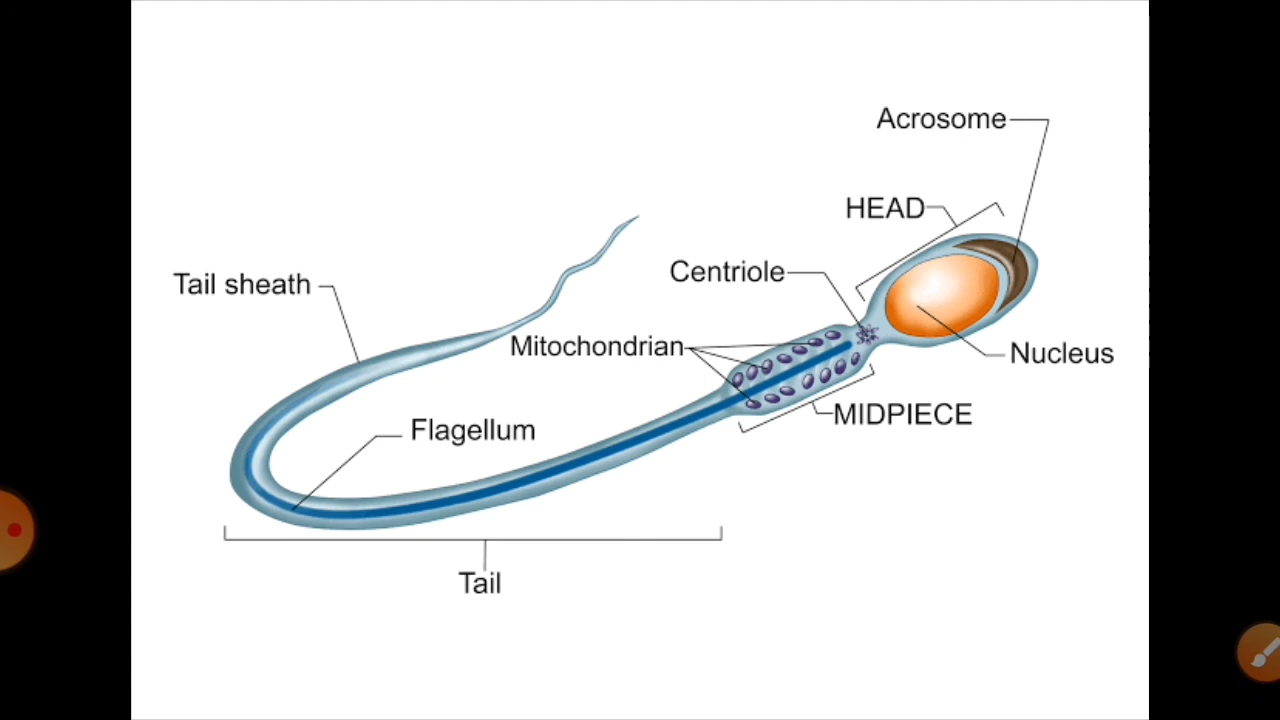 Acrosome
HEAD
Centriole
Tail sheath
Mitochondrian
Nucleus
MIDPIECE
Flagellum
Tail